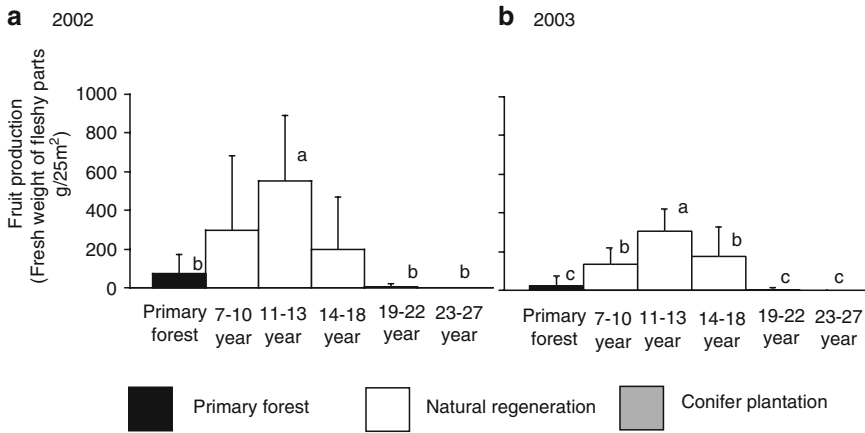 a 2002
Fruit production
(Fresh weight of fleshy parts
g/25m²)
1000
800
600
400
200
0
b
a
b
b
Primary forest
7-10 year
11-13 year
14-18 year
19-22 year
23-27 year
b 2003
c
b
a
b
c
c
Primary forest
7-10 year
11-13 year
14-18 year
19-22 year
23-27 year
Primary forest
Natural regeneration
Conifer plantation